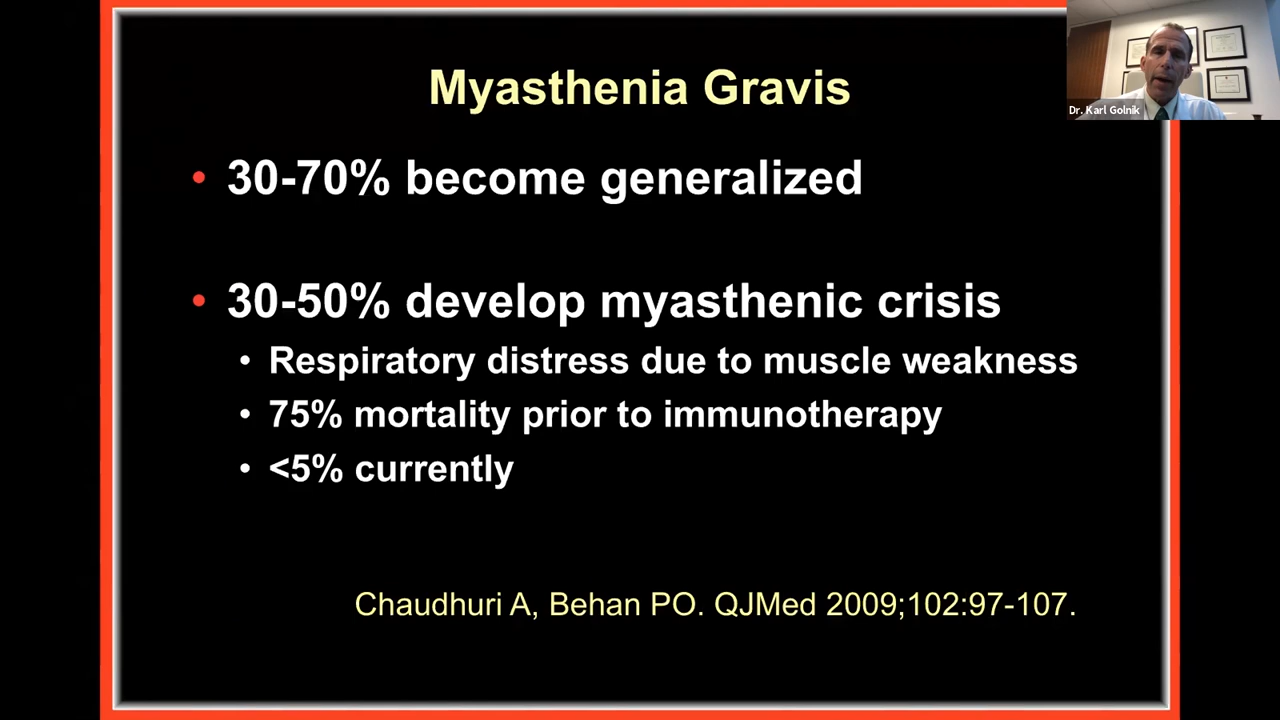 Myasthenia Gravis
Dr. Karl Golnik
• 30-70% become generalized
• 30-50% develop myasthenic crisis
• Respiratory distress due to muscle weakness
• 75% mortality prior to immunotherapy
• <5% currently
Chaudhuri A, Behan PO. QJMed 2009;102:97-107.